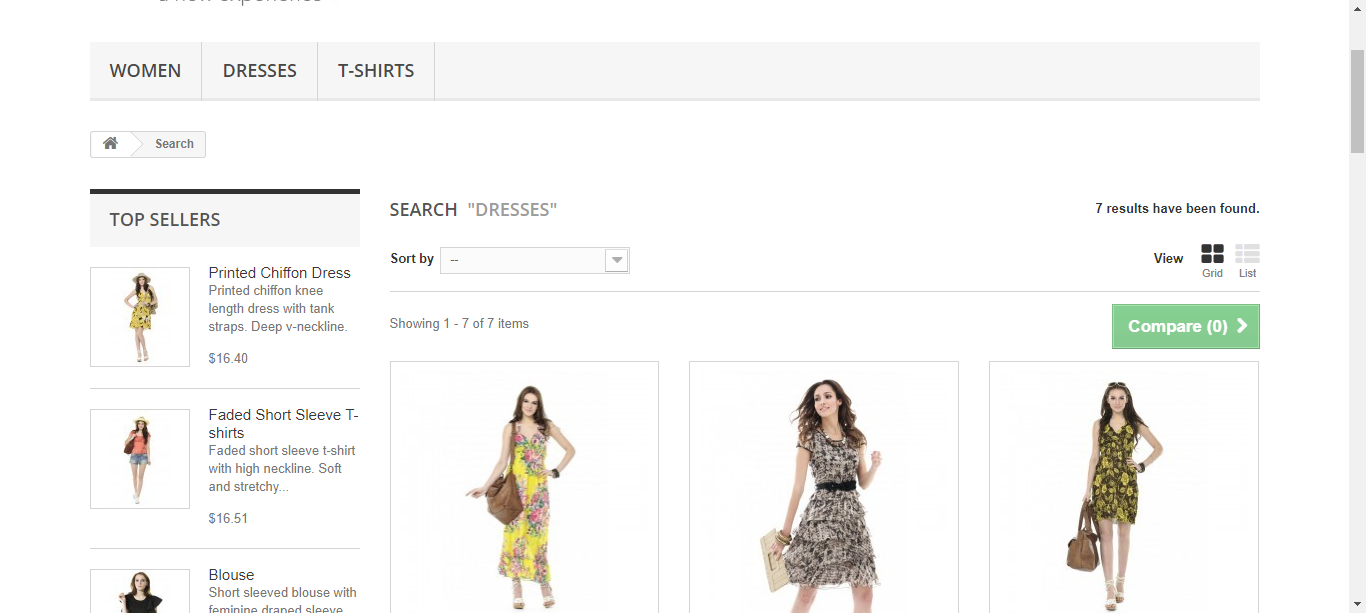 WOMEN
DRESSES
T-SHIRTS
Search
TOP SELLERS
Printed Chiffon Dress
Printed chiffon knee
length dress with tank
straps. Deep v-neckline.
$16.40
Faded Short Sleeve T-
shirts
Faded short sleeve t-shirt
with high neckline. Soft
and stretchy...
$16.51
Blouse
Short sleeved blouse with
feminine draped sleeve
SEARCH "DRESSES"
7 results have been found.
Sort by --
View
Grid
List
Showing 1 - 7 of 7 items
Compare (0)